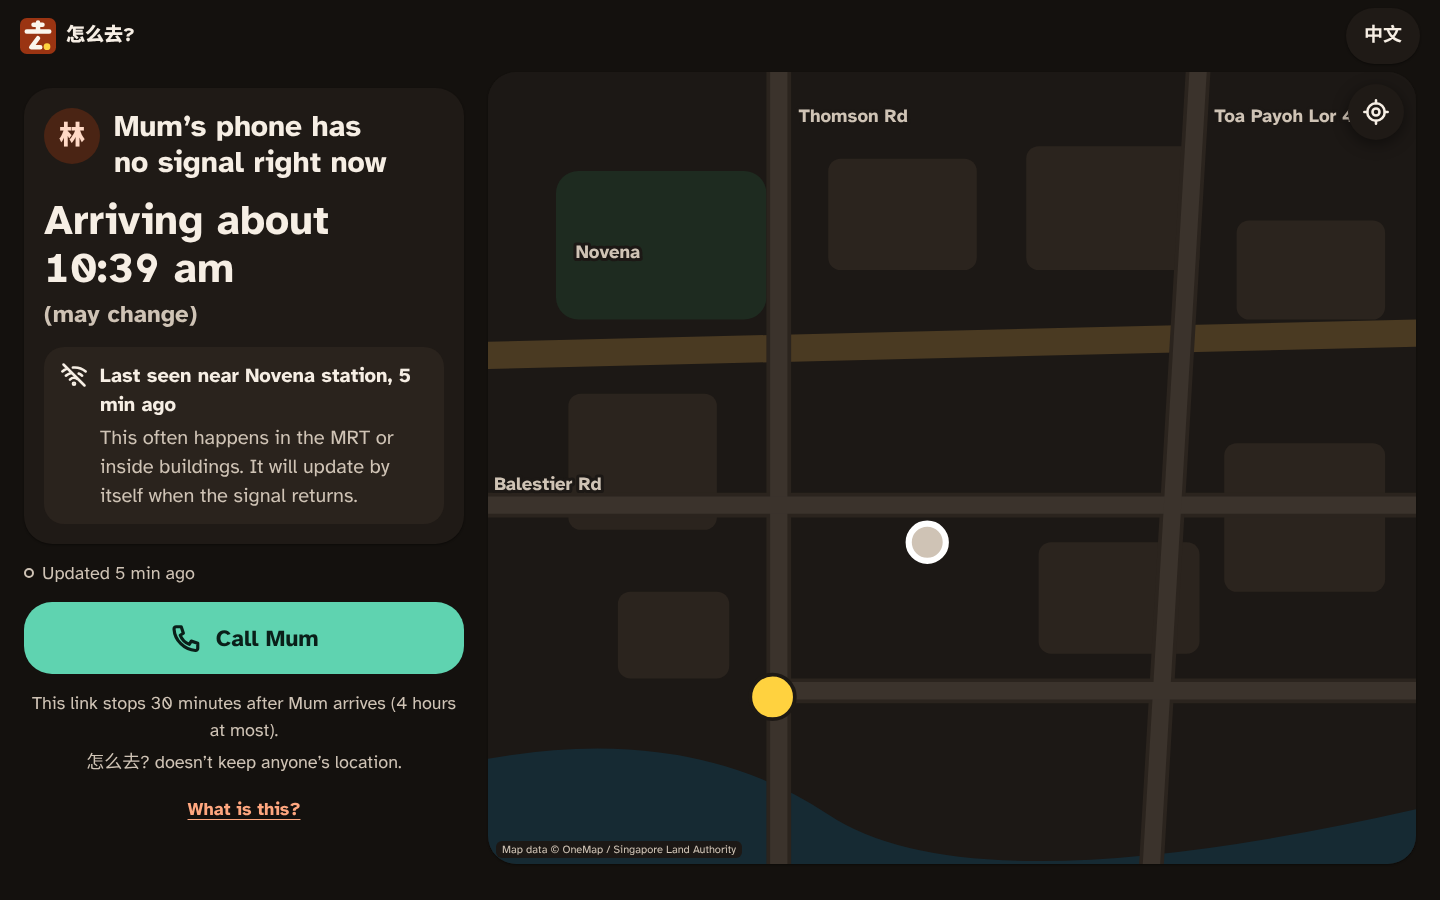 怎么去?
中文
林
Mum's phone has
no signal right now
Arriving about
10:39 am
(may change)
Last seen near Novena station, 5
min ago
This often happens in the MRT or
inside buildings. It will update by
itself when the signal returns.
Updated 5 min ago
Call Mum
This link stops 30 minutes after Mum arrives (4 hours
at most).
怎么去? doesn't keep anyone's location.
What is this?
Thomson Rd
Toa Payoh Lor
Novena
Balestier Rd
Map data © OneMap / Singapore Land Authority